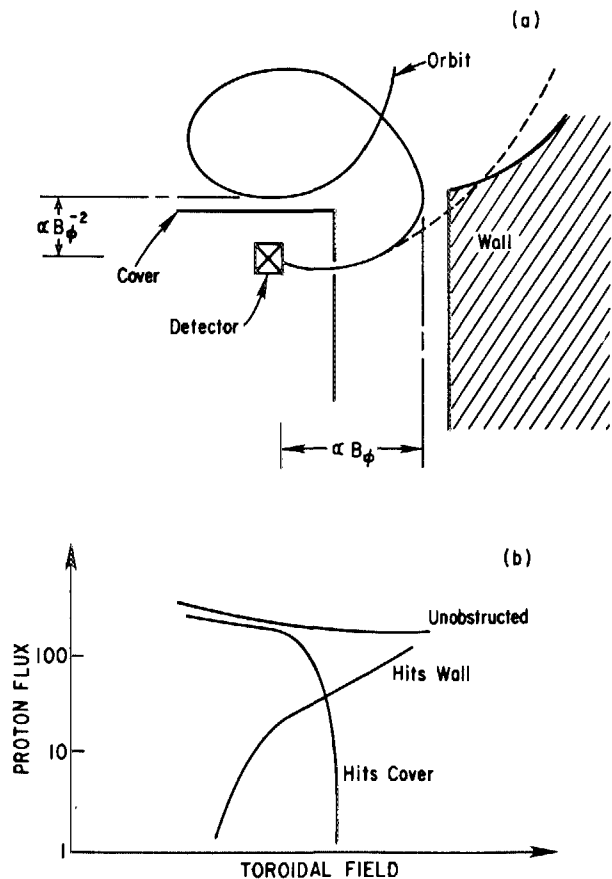 (a)
Orbit
∝ B_ϕ^-2
Cover
Wall
Detector
∝ B_ϕ
(b)
Unobstructed
100
Hits Wall
PROTON FLUX
10
Hits Cover
1
TOROIDAL FIELD